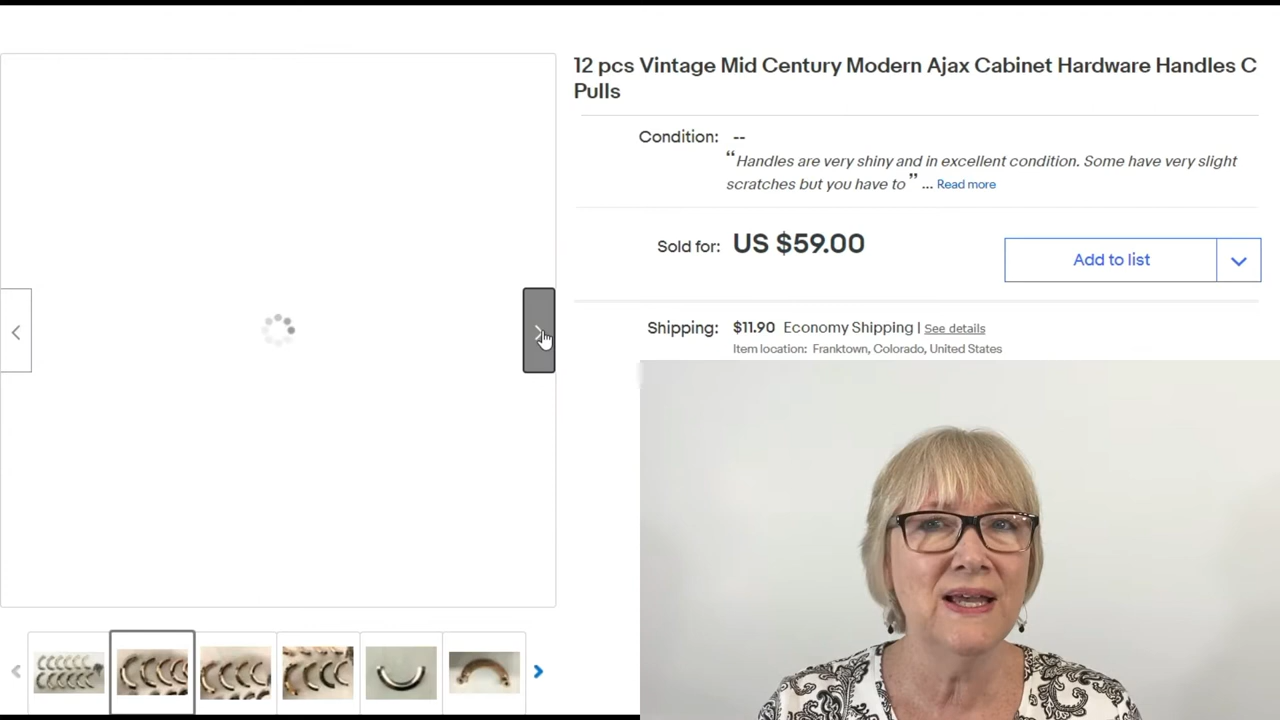 12 pcs Vintage Mid Century Modern Ajax Cabinet Hardware Handles C
Pulls
Condition: --
“Handles are very shiny and in excellent condition. Some have very slight
scratches but you have to ” ... Read more
Sold for: US $59.00
Add to list
Shipping: $11.90 Economy Shipping | See details
Item location: Franktown, Colorado, United States